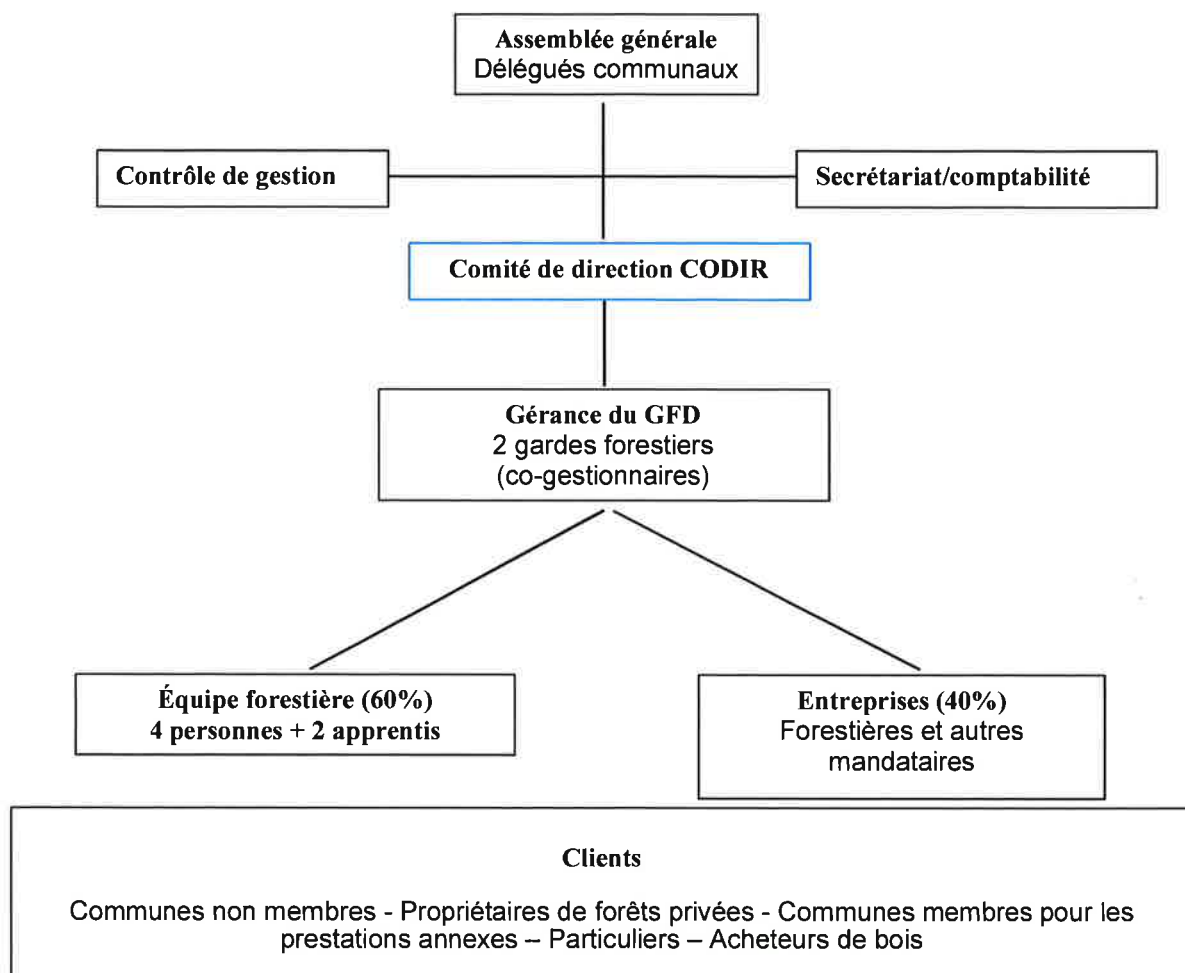 Assemblée générale
Délégués communaux
Contrôle de gestion
Secrétariat/comptabilité
Comité de direction CODIR
Gérance du GFD
2 gardes forestiers
(co-gestionnaires)
Équipe forestière (60%)
4 personnes + 2 apprentis
Entreprises (40%)
Forestières et autres
mandataires
Clients
Communes non membres - Propriétaires de forêts privées - Communes membres pour les
prestations annexes – Particuliers – Acheteurs de bois